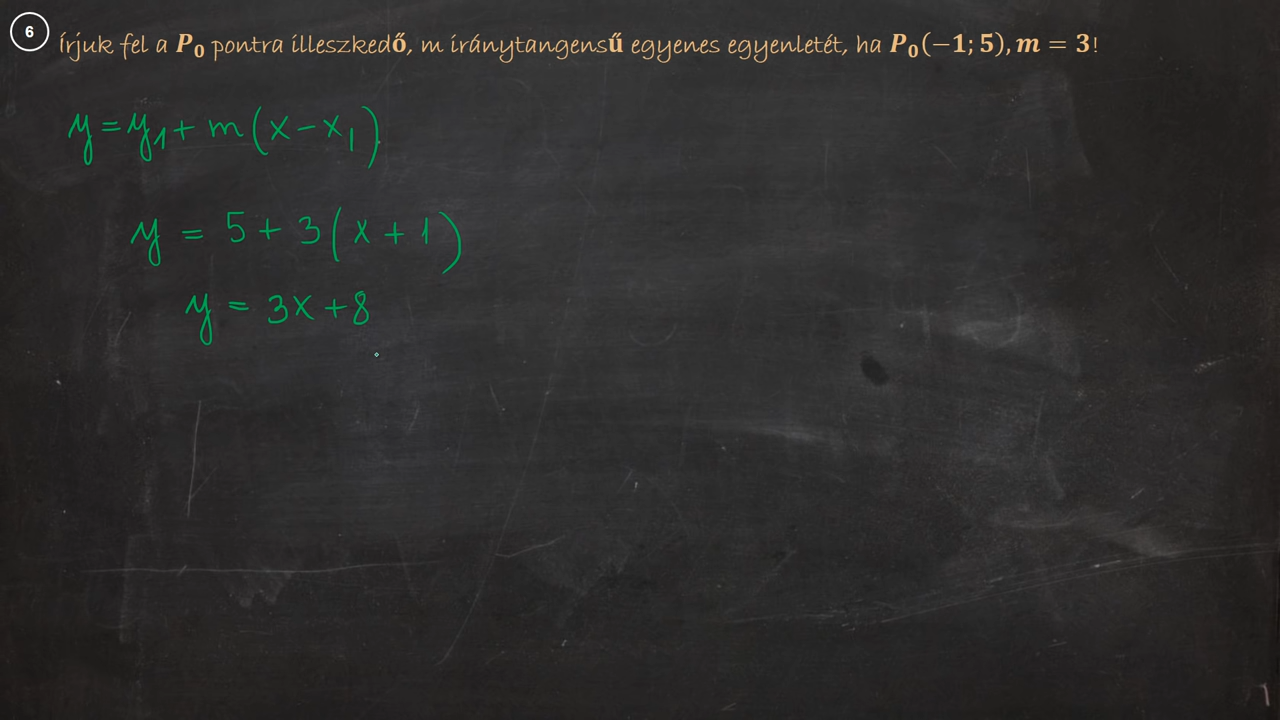 6 Írjuk fel a P₀ pontra illeszkedő, m iránytangensű egyenes egyenletét, ha P₀(−1; 5), m = 3!
y = y₁ + m(x − x₁)
y = 5 + 3(x + 1)
y = 3x + 8